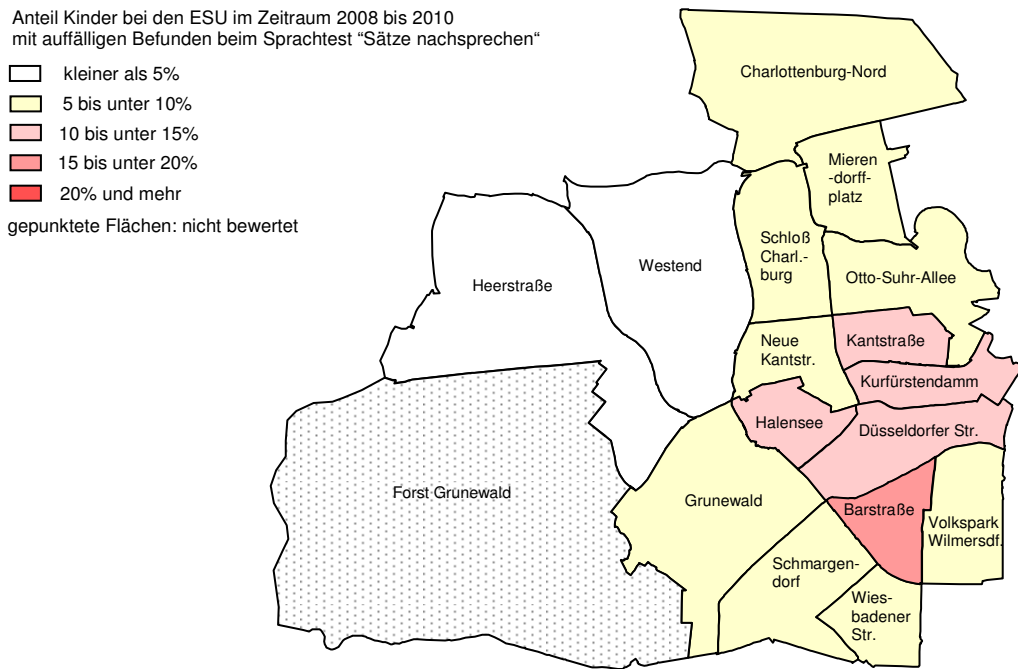 Anteil Kinder bei den ESU im Zeitraum 2008 bis 2010
mit auffälligen Befunden beim Sprachtest “Sätze nachsprechen“
kleiner als 5%
5 bis unter 10%
10 bis unter 15%
15 bis unter 20%
20% und mehr
gepunktete Flächen: nicht bewertet
Charlottenburg-Nord
Mieren
-dorff-
platz
Schloß
Charl.-
burg
Westend
Heerstraße
Otto-Suhr-Allee
Neue
Kantstr.
Kantstraße
Kurfürstendamm
Halensee
Düsseldorfer Str.
Forst Grunewald
Grunewald
Barstraße
Volkspark
Wilmersdf.
Schmargen-
dorf
Wies-
badener
Str.